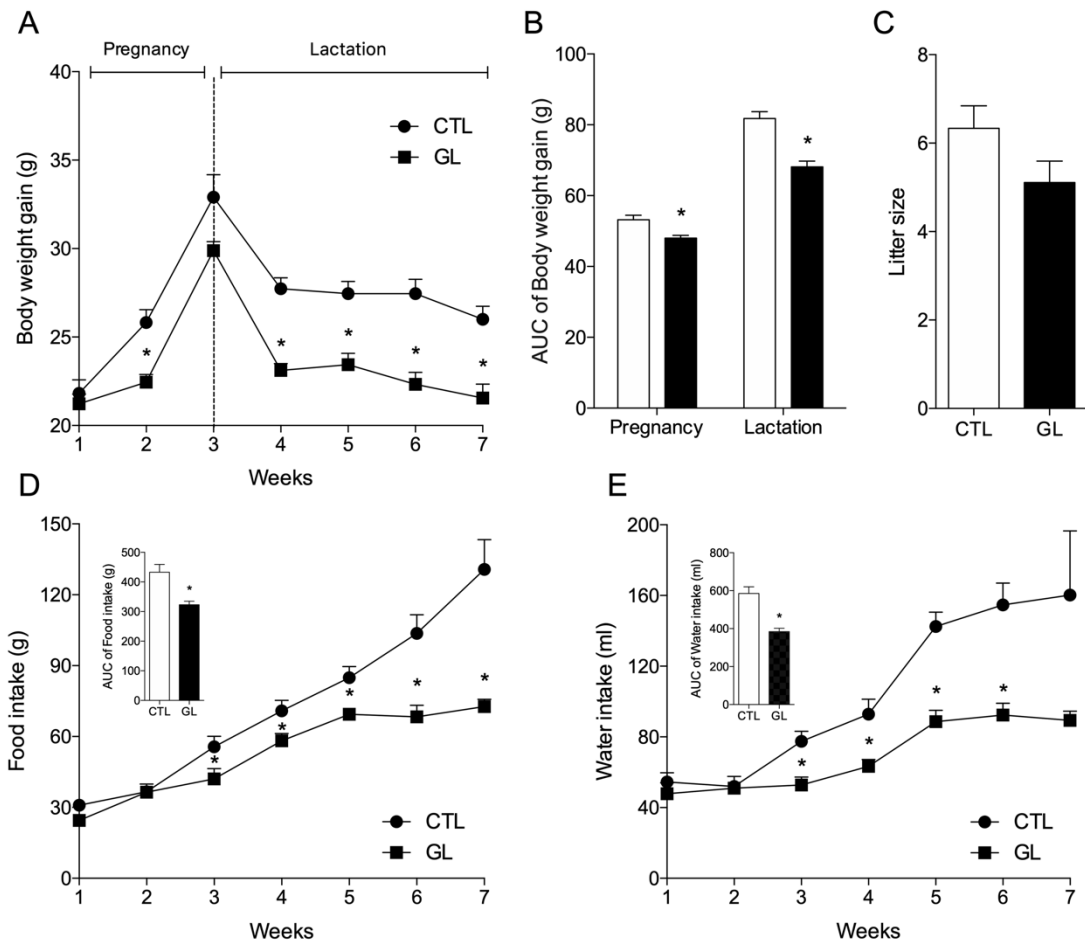 A
Pregnancy
Lactation
Body weight gain (g)
40
35
30
25
20
CTL
GL
*
*
*
*
*
1 2 3 4 5 6 7
Weeks
B
AUC of Body weight gain (g)
100
80
60
40
20
0
*
*
Pregnancy Lactation
C
Litter size
8
6
4
2
0
CTL GL
D
Food intake (g)
150
120
90
60
30
0
AUC of Food intake (g)
500
400
300
200
100
0
*
CTL GL
*
*
*
*
*
CTL
GL
1 2 3 4 5 6 7
Weeks
E
Water intake (ml)
200
160
120
80
40
0
AUC of Water intake (ml)
800
600
400
200
0
*
CTL GL
*
*
*
*
CTL
GL
1 2 3 4 5 6 7
Weeks